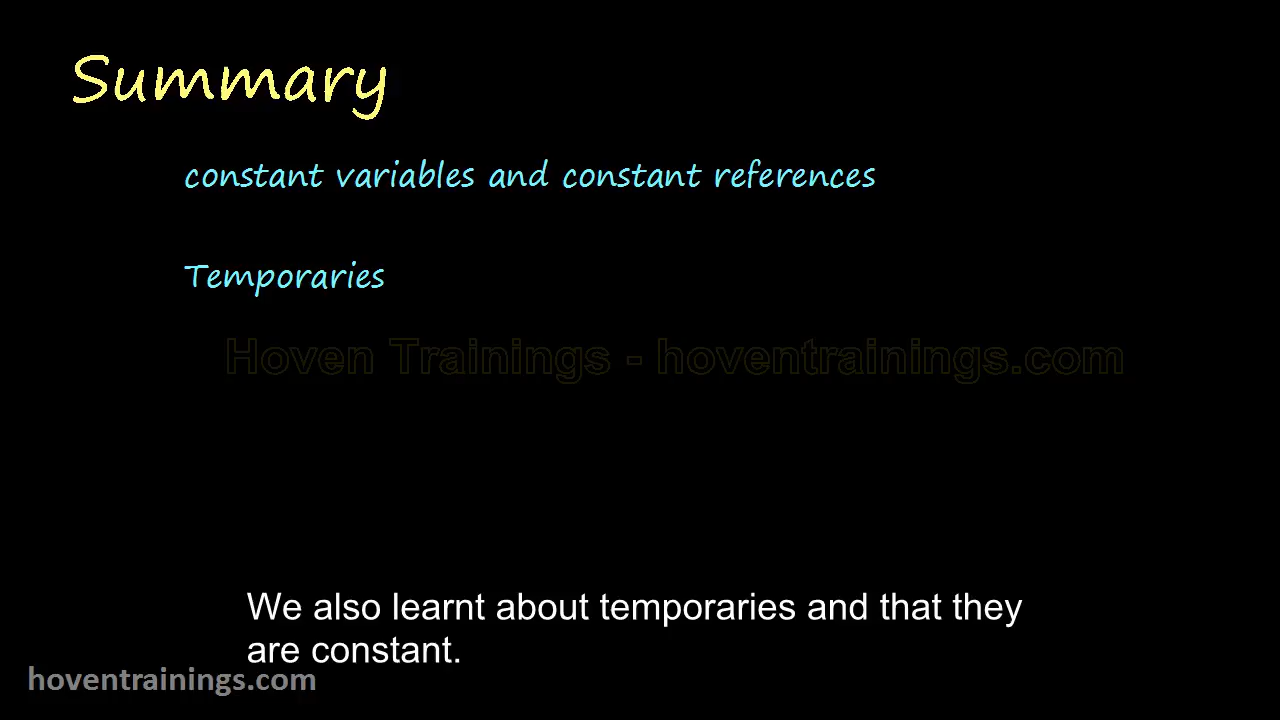 Summary
constant variables and constant references
Temporaries
Hoven Trainings - hoventrainings.com
We also learnt about temporaries and that they
are constant.
hoventrainings.com